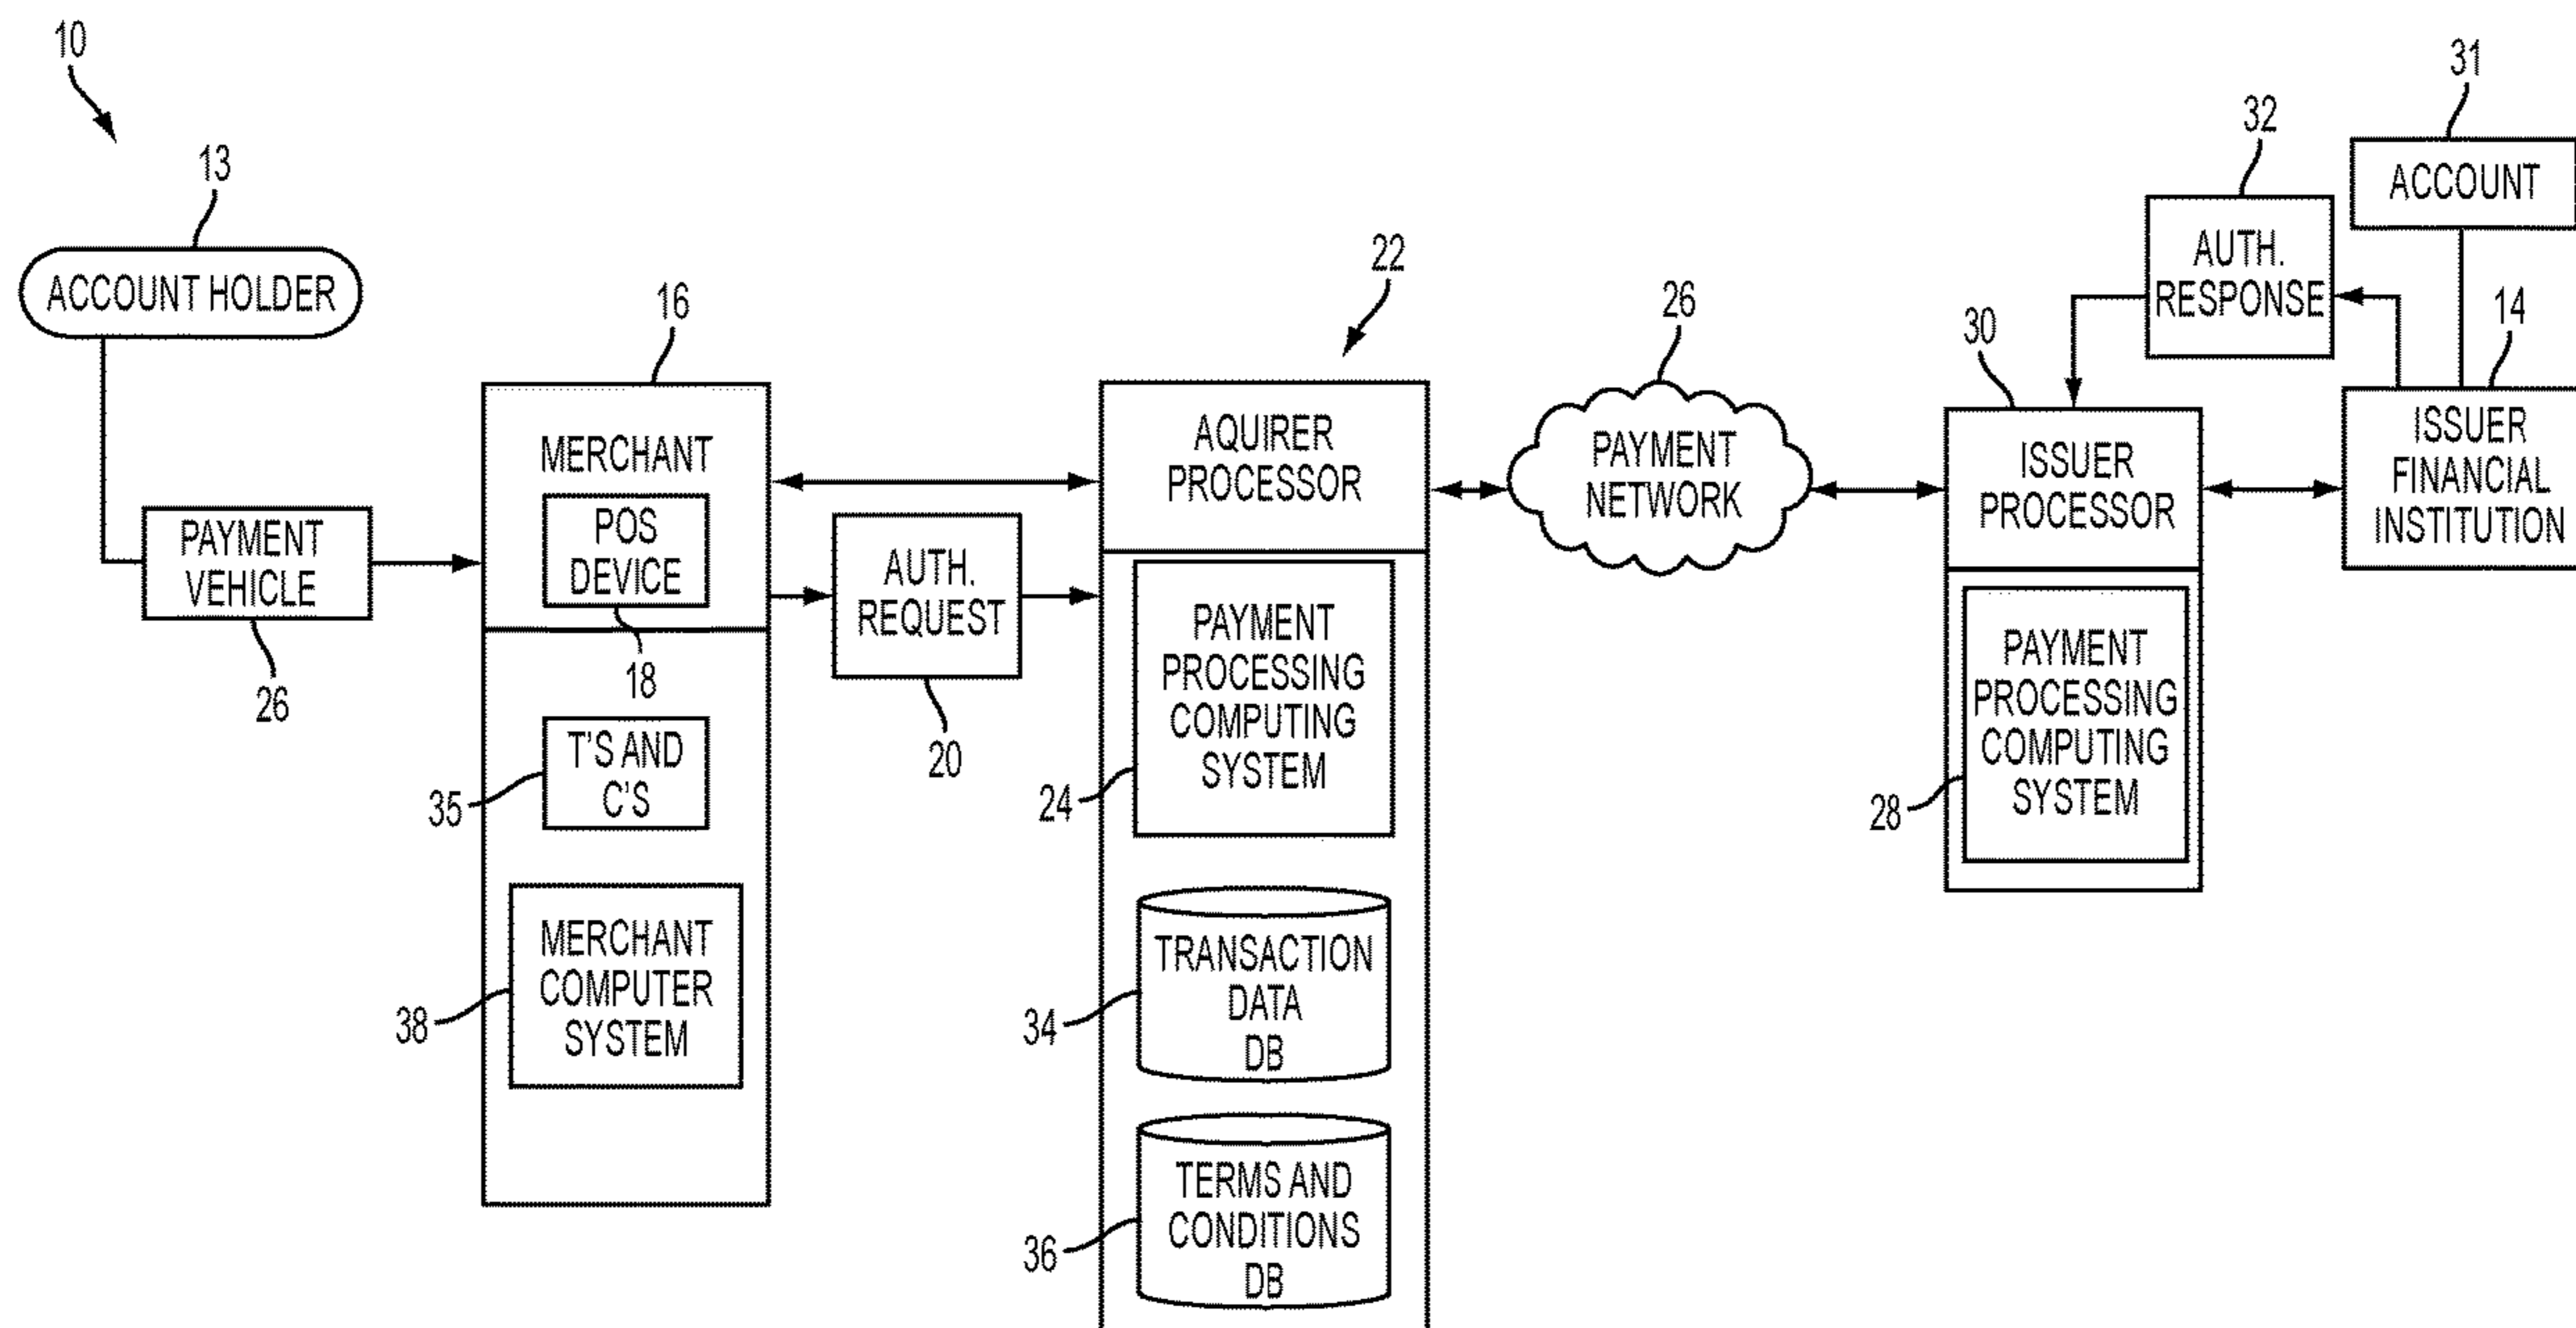 10
13
ACCOUNT HOLDER
PAYMENT
VEHICLE
26
16
MERCHANT
POS
DEVICE
18
T'S AND
C'S
35
MERCHANT
COMPUTER
SYSTEM
38
AUTH.
REQUEST
20
22
AQUIRER
PROCESSOR
PAYMENT
PROCESSING
COMPUTING
SYSTEM
24
TRANSACTION
DATA
DB
34
TERMS AND
CONDITIONS
DB
36
26
PAYMENT
NETWORK
30
ISSUER
PROCESSOR
PAYMENT
PROCESSING
COMPUTING
SYSTEM
28
32
AUTH.
RESPONSE
31
ACCOUNT
14
ISSUER
FINANCIAL
INSTITUTION